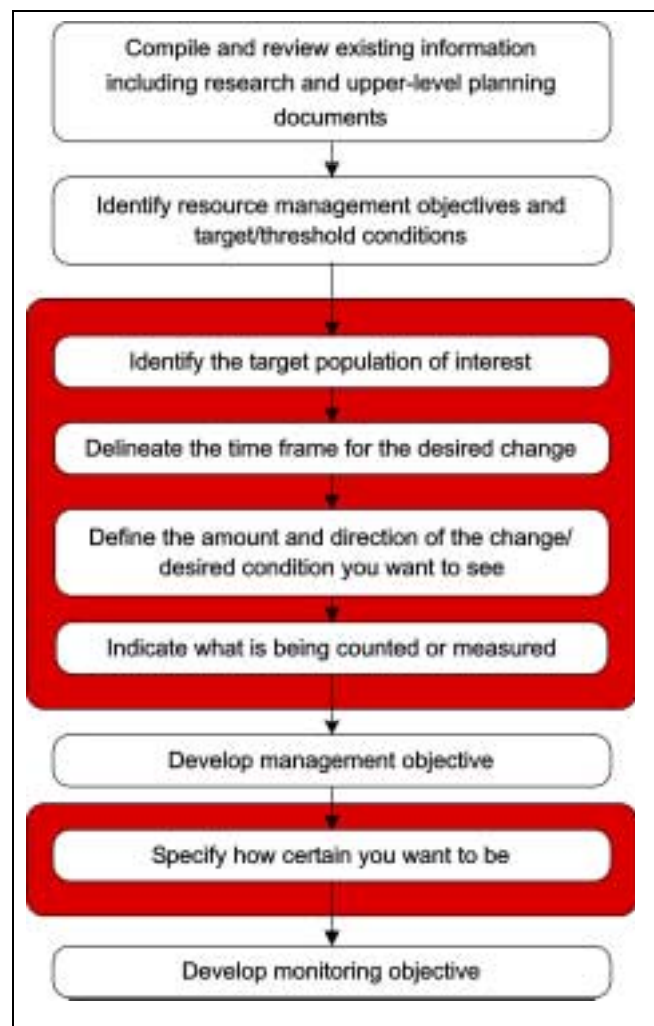 Compile and review existing information
including research and upper-level planning
documents
Identify resource management objectives and
target/threshold conditions
Identify the target population of interest
Delineate the time frame for the desired change
Define the amount and direction of the change/
desired condition you want to see
Indicate what is being counted or measured
Develop management objective
Specify how certain you want to be
Develop monitoring objective